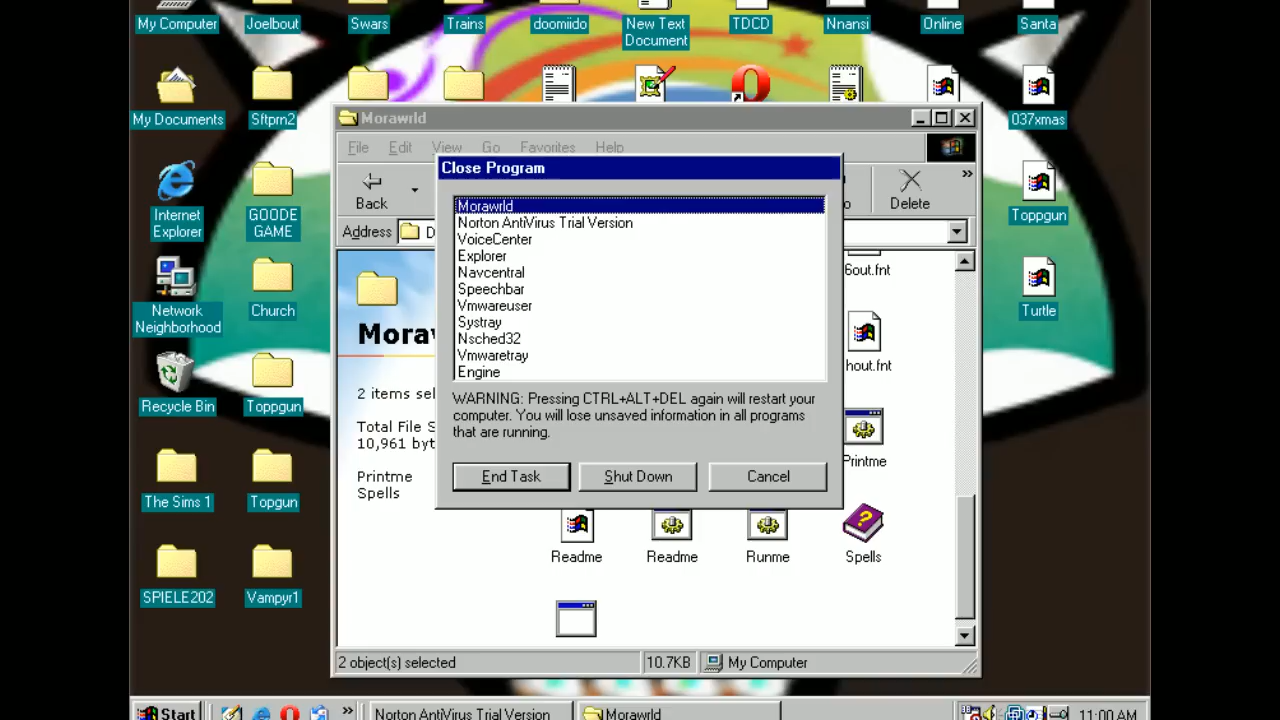 My Computer
Joelbout
Swars
Trains
doomiido
New Text
Document
TDCD
Nnansi
Online
Santa
My Documents
Sftprn2
037xmas
Internet
Explorer
GOODE
GAME
Toppgun
Network
Neighborhood
Church
Turtle
Recycle Bin
Toppgun
The Sims 1
Topgun
SPIELE202
Vampyr1
Morawrld
File Edit View Go Favorites Help
Back
Delete
Address
Close Program
Morawrld
Norton AntiVirus Trial Version
VoiceCenter
Explorer
Navcentral
Speechbar
Vmwareuser
Systray
Nsched32
Vmwaretray
Engine
WARNING: Pressing CTRL+ALT+DEL again will restart your
computer. You will lose unsaved information in all programs
that are running.
End Task
Shut Down
Cancel
2 items sel
Total File S
10,961 byt
Printme
Spells
6out.fnt
hout.fnt
Printme
Readme
Readme
Runme
Spells
2 object(s) selected
10.7KB
My Computer
Start
Norton AntiVirus Trial Version
Morawrld
11:00 AM